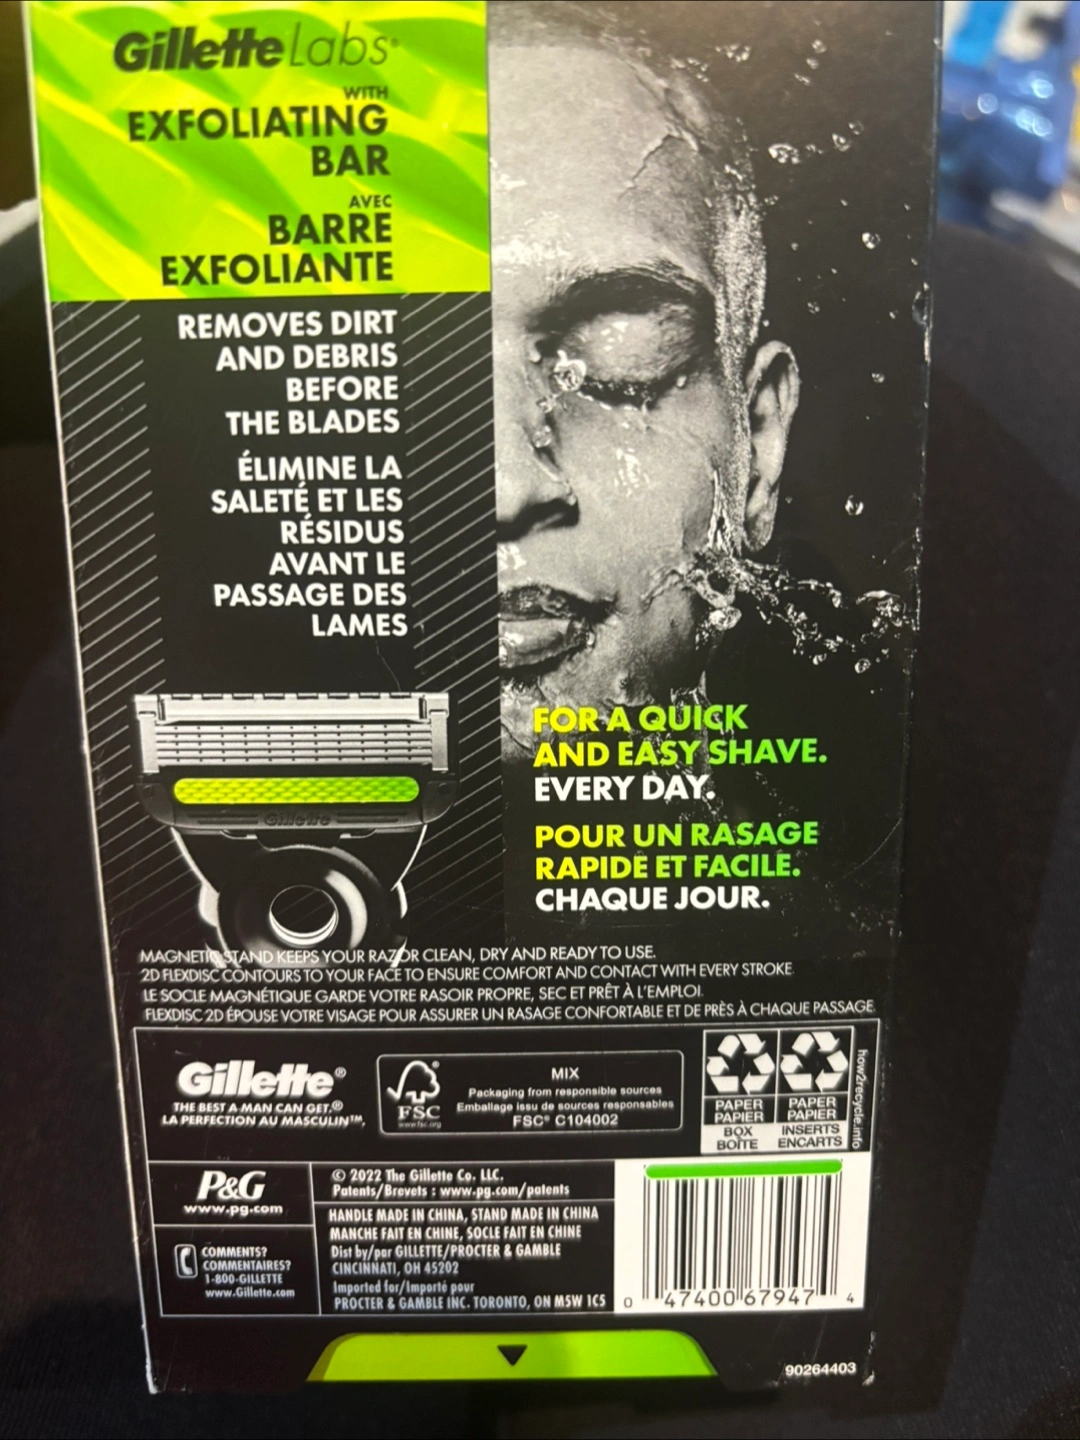 Gillette Labs®
WITH
EXFOLIATING
BAR
AVEC
BARRE
EXFOLIANTE
REMOVES DIRT
AND DEBRIS
BEFORE
THE BLADES
ÉLIMINE LA
SALETÉ ET LES
RÉSIDUS
AVANT LE
PASSAGE DES
LAMES
Gillette
FOR A QUICK
AND EASY SHAVE.
EVERY DAY.
POUR UN RASAGE
RAPIDE ET FACILE.
CHAQUE JOUR.
MAGNETIC STAND KEEPS YOUR RAZOR CLEAN, DRY AND READY TO USE.
2D FLEXDISC CONTOURS TO YOUR FACE TO ENSURE COMFORT AND CONTACT WITH EVERY STROKE.
LE SOCLE MAGNÉTIQUE GARDE VOTRE RASOIR PROPRE, SEC ET PRÊT À L'EMPLOI.
FLEXDISC 2D ÉPOUSE VOTRE VISAGE POUR ASSURER UN RASAGE CONFORTABLE ET DE PRÈS À CHAQUE PASSAGE.
Gillette®
THE BEST A MAN CAN GET.®
LA PERFECTION AU MASCULIN™.
FSC
www.fsc.org
MIX
Packaging from responsible sources
Emballage issu de sources responsables
FSC® C104002
PAPER
PAPIER
BOX
BOÎTE
PAPER
PAPIER
INSERTS
ENCARTS
how2recycle.info
P&G
www.pg.com
COMMENTS?
COMMENTAIRES?
1-800-GILLETTE
www.Gillette.com
© 2022 The Gillette Co. LLC.
Patents/Brevets : www.pg.com/patents
HANDLE MADE IN CHINA, STAND MADE IN CHINA
MANCHE FAIT EN CHINE, SOCLE FAIT EN CHINE
Dist by/par GILLETTE/PROCTER & GAMBLE
CINCINNATI, OH 45202
Imported for/Importé pour
PROCTER & GAMBLE INC. TORONTO, ON M5W 1C5
0 47400 67947 4
90264403